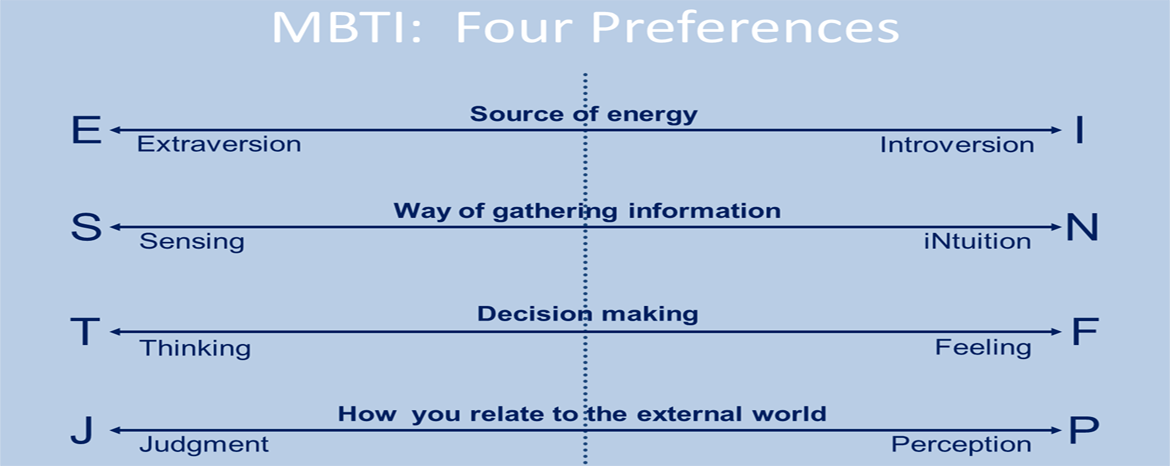 MBTI: Four Preferences
Source of energy
E I
Extraversion Introversion
Way of gathering information
S N
Sensing iNtuition
Decision making
T F
Thinking Feeling
How you relate to the external world
J P
Judgment Perception